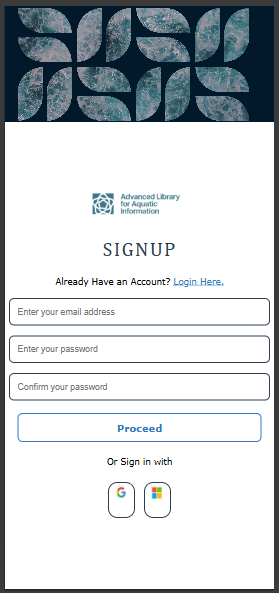 Advanced Library
for Aquatic
Information
SIGNUP
Already Have an Account? Login Here.
Enter your email address
Enter your password
Confirm your password
Proceed
Or Sign in with